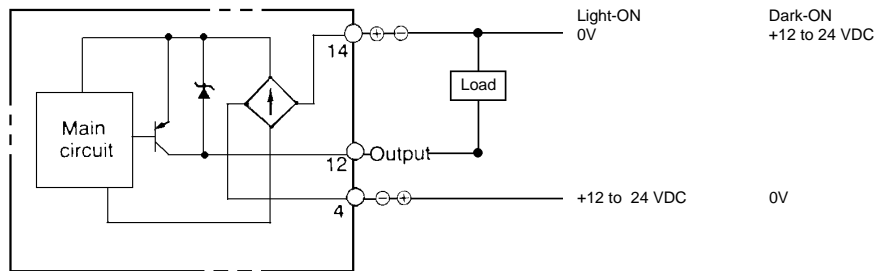 Light-ON Dark-ON
0V +12 to 24 VDC
14 + −
Load
Main
circuit
12 Output
4 − +
+12 to 24 VDC 0V